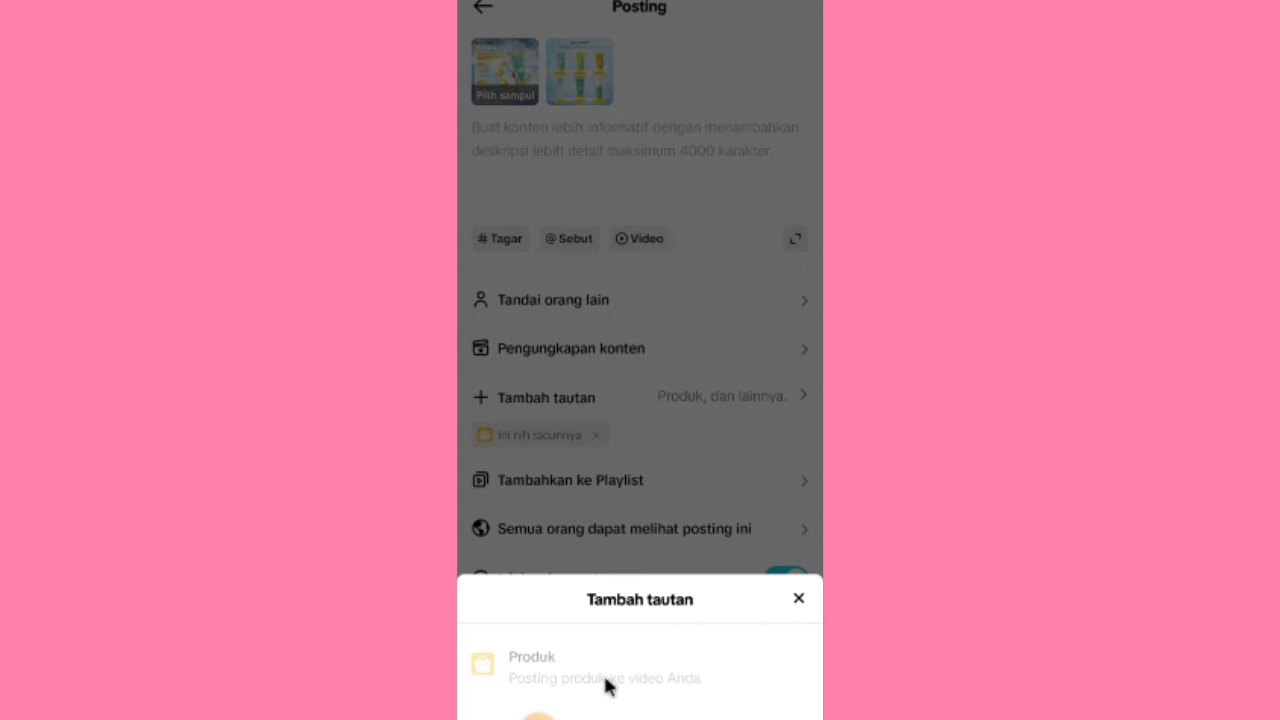 Posting
Pilih sampul
Buat konten lebih informatif dengan menambahkan
deskripsi lebih detail maksimum 4000 karakter.
# Tagar
@ Sebut
Video
Tandai orang lain
Pengungkapan konten
Tambah tautan
Produk, dan lainnya.
ini nih racunnya ×
Tambahkan ke Playlist
Semua orang dapat melihat posting ini
Tambah tautan
Produk
Posting produk ke video Anda